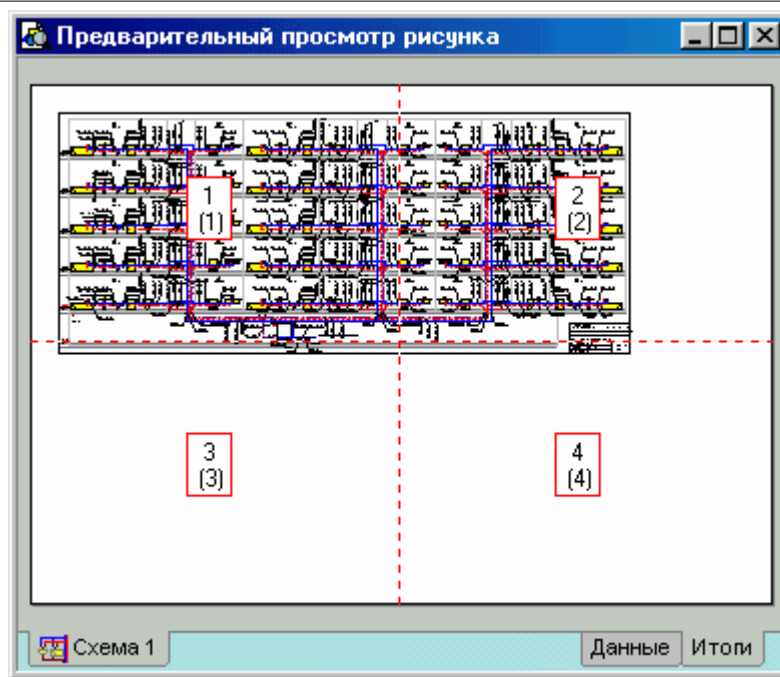 Предварительный просмотр рисунка
1
(1)
2
(2)
3
(3)
4
(4)
Схема 1
Данные
Итоги